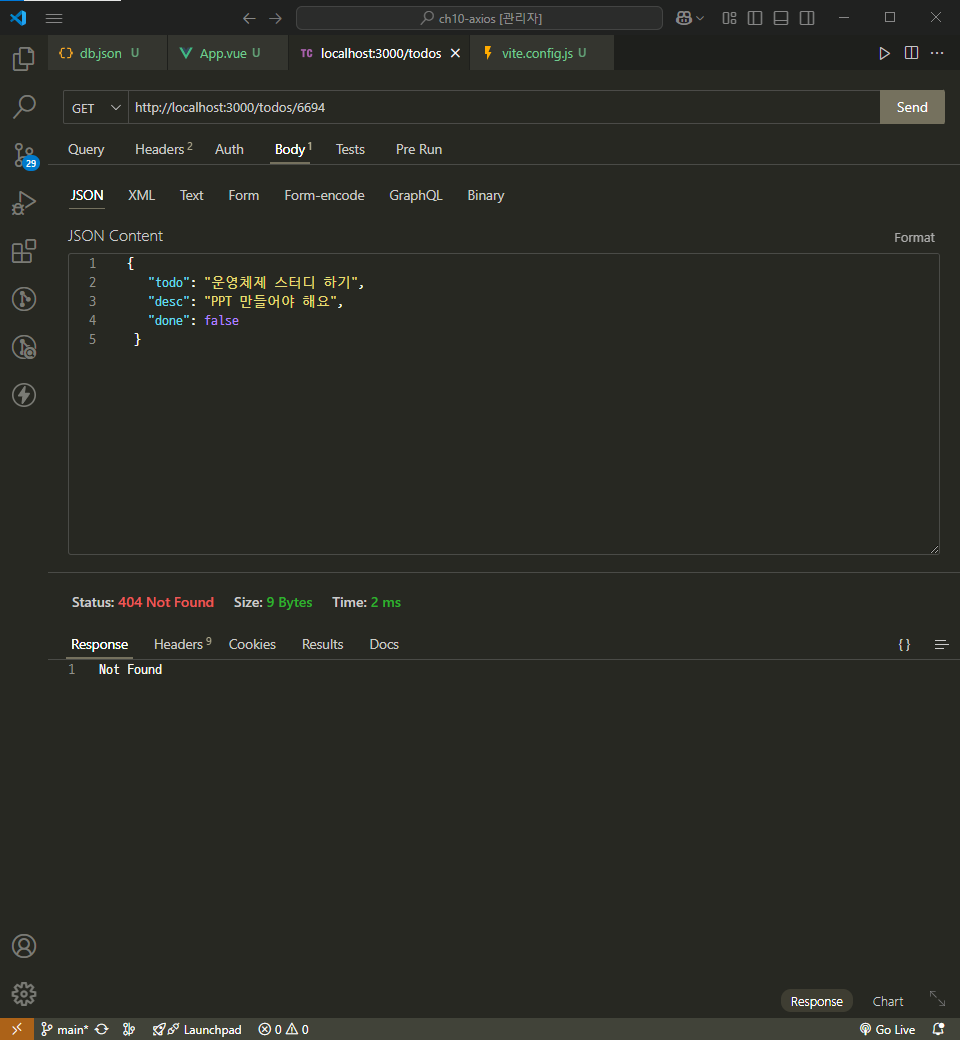 ch10-axios [관리자]
db.json U
App.vue U
TC localhost:3000/todos
vite.config.js U
GET http://localhost:3000/todos/6694 Send
Query Headers 2 Auth Body 1 Tests Pre Run
29
JSON XML Text Form Form-encode GraphQL Binary
JSON Content Format
1 {
2 "todo": "운영체제 스터디 하기",
3 "desc": "PPT 만들어야 해요",
4 "done": false
5 }
Status: 404 Not Found Size: 9 Bytes Time: 2 ms
Response Headers 9 Cookies Results Docs {}
1 Not Found
Response Chart
main* Launchpad 0 0 Go Live